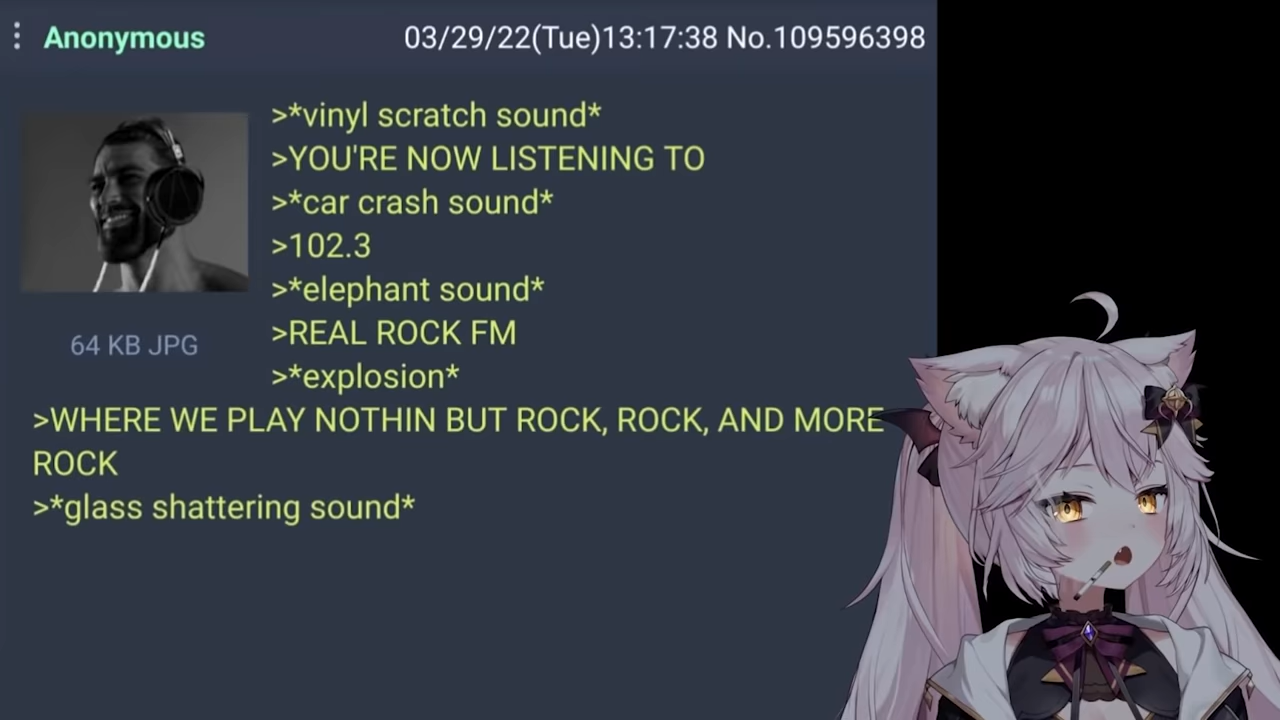 Anonymous 03/29/22(Tue)13:17:38 No.109596398
>*vinyl scratch sound*
>YOU'RE NOW LISTENING TO
>*car crash sound*
>102.3
>*elephant sound*
>REAL ROCK FM
>*explosion*
64 KB JPG
>WHERE WE PLAY NOTHIN BUT ROCK, ROCK, AND MORE
ROCK
>*glass shattering sound*